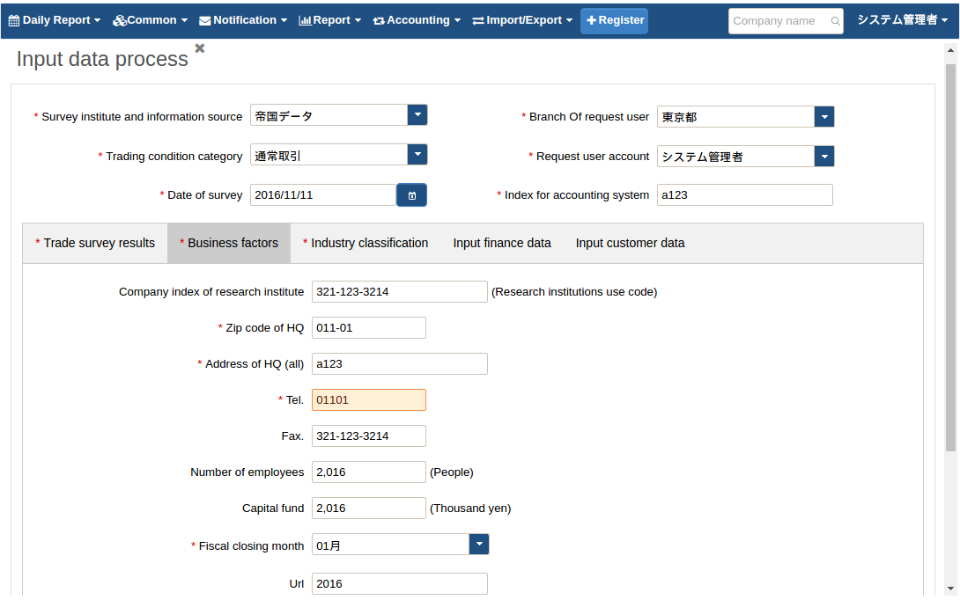 Daily Report Common Notification Report Accounting Import/Export Register Company name システム管理者
Input data process
* Survey institute and information source 帝国データ * Branch Of request user 東京都
* Trading condition category 通常取引 * Request user account システム管理者
* Date of survey 2016/11/11 * Index for accounting system a123
* Trade survey results * Business factors * Industry classification Input finance data Input customer data
Company index of research institute 321-123-3214 (Research institutions use code)
* Zip code of HQ 011-01
* Address of HQ (all) a123
* Tel. 01101
Fax. 321-123-3214
Number of employees 2,016 (People)
Capital fund 2,016 (Thousand yen)
* Fiscal closing month 01月
Url 2016